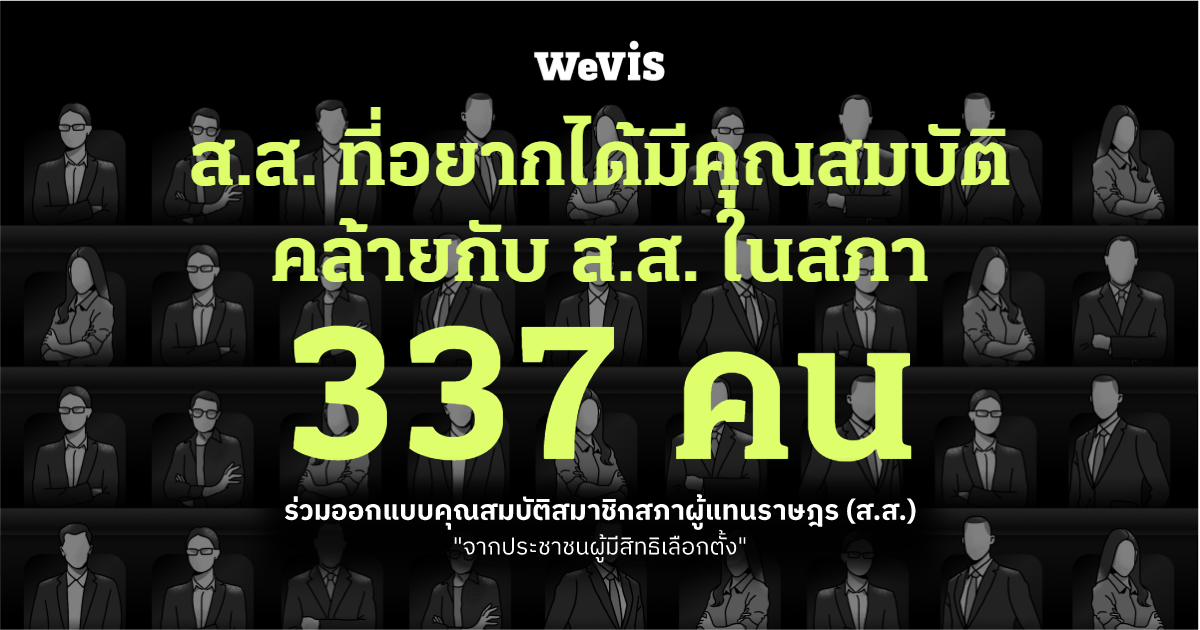 WeVIS
ส.ส. ที่อยากได้มีคุณสมบัติ
คล้ายกับ ส.ส. ในสภา
337 คน
ร่วมออกแบบคุณสมบัติสมาชิกสภาผู้แทนราษฎร (ส.ส.)
"จากประชาชนผู้มีสิทธิเลือกตั้ง"